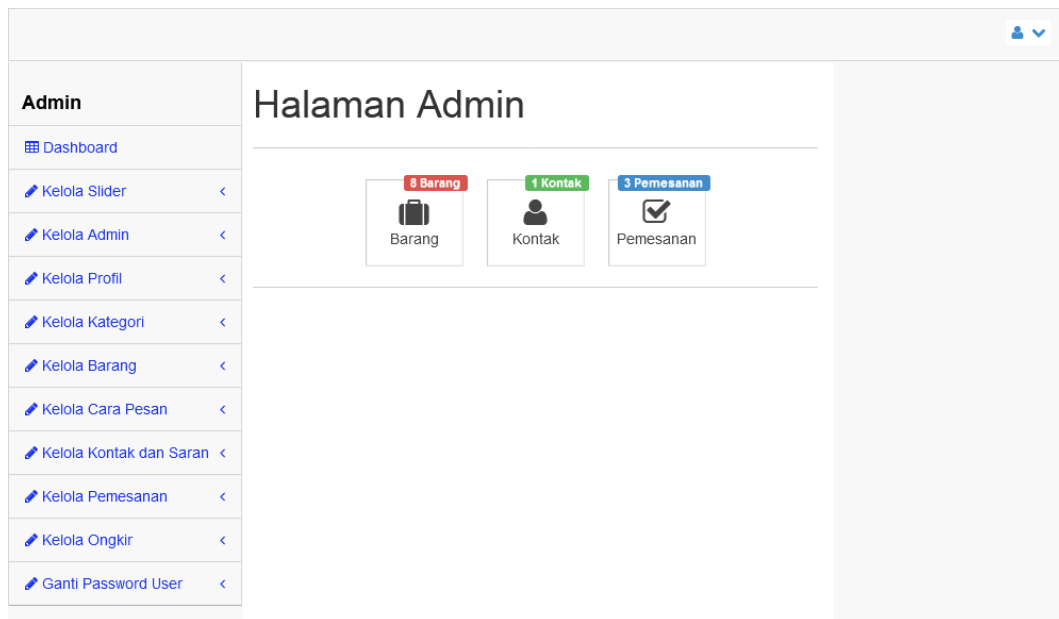 Admin
Dashboard
Kelola Slider
Kelola Admin
Kelola Profil
Kelola Kategori
Kelola Barang
Kelola Cara Pesan
Kelola Kontak dan Saran
Kelola Pemesanan
Kelola Ongkir
Ganti Password User
Halaman Admin
8 Barang
Barang
1 Kontak
Kontak
3 Pemesanan
Pemesanan